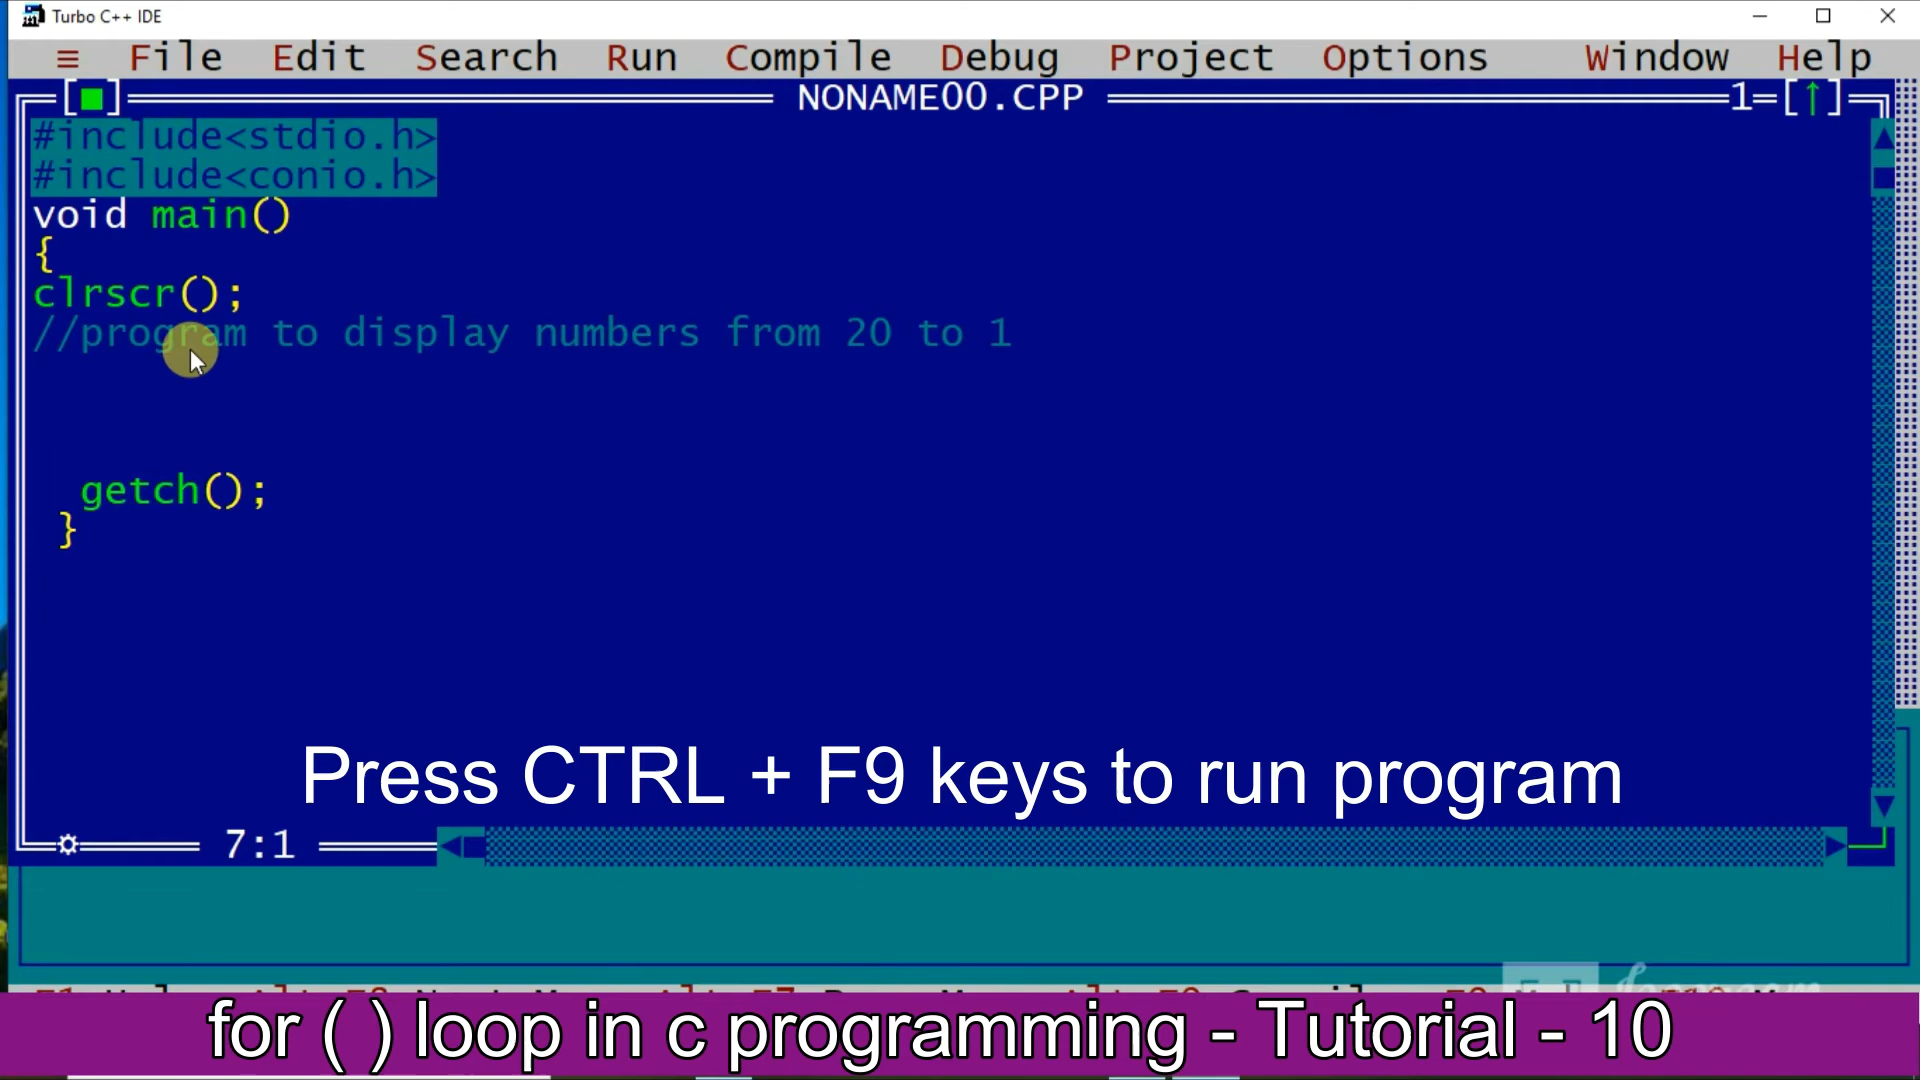 Turbo C++ IDE
≡ File Edit Search Run Compile Debug Project Options Window Help
[■] NONAME00.CPP 1=[↑]
#include<stdio.h>
#include<conio.h>
void main()
{
clrscr();
//program to display numbers from 20 to 1
getch();
}
Press CTRL + F9 keys to run program
7:1
for ( ) loop in c programming - Tutorial - 10